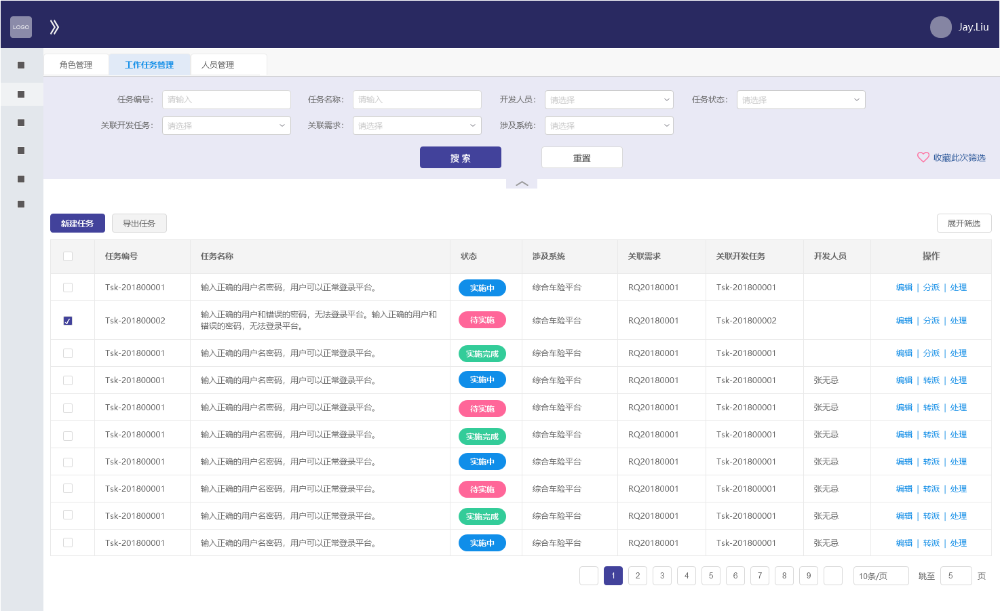 LOGO
Jay.Liu
角色管理 工作任务管理 人员管理
任务编号： 请输入 任务名称： 请输入 开发人员： 请选择 任务状态： 请选择
关联开发任务： 请选择 关联需求： 请选择 涉及系统： 请选择
搜 索 重置 收藏此次筛选
新建任务 导出任务 展开筛选
任务编号 任务名称 状态 涉及系统 关联需求 关联开发任务 开发人员 操作
Tsk-201800001 输入正确的用户名密码，用户可以正常登录平台。 实施中 综合车险平台 RQ20180001 Tsk-201800001 编辑 | 分派 | 处理
Tsk-201800002 输入正确的用户和错误的密码，无法登录平台。输入正确的用户和
错误的密码，无法登录平台。 待实施 综合车险平台 RQ20180001 Tsk-201800002 编辑 | 分派 | 处理
Tsk-201800001 输入正确的用户名密码，用户可以正常登录平台。 实施完成 综合车险平台 RQ20180001 Tsk-201800001 编辑 | 分派 | 处理
Tsk-201800001 输入正确的用户名密码，用户可以正常登录平台。 实施中 综合车险平台 RQ20180001 Tsk-201800001 张无忌 编辑 | 转派 | 处理
Tsk-201800001 输入正确的用户名密码，用户可以正常登录平台。 待实施 综合车险平台 RQ20180001 Tsk-201800001 张无忌 编辑 | 转派 | 处理
Tsk-201800001 输入正确的用户名密码，用户可以正常登录平台。 实施完成 综合车险平台 RQ20180001 Tsk-201800001 张无忌 编辑 | 转派 | 处理
Tsk-201800001 输入正确的用户名密码，用户可以正常登录平台。 实施中 综合车险平台 RQ20180001 Tsk-201800001 张无忌 编辑 | 转派 | 处理
Tsk-201800001 输入正确的用户名密码，用户可以正常登录平台。 待实施 综合车险平台 RQ20180001 Tsk-201800001 张无忌 编辑 | 转派 | 处理
Tsk-201800001 输入正确的用户名密码，用户可以正常登录平台。 实施完成 综合车险平台 RQ20180001 Tsk-201800001 张无忌 编辑 | 转派 | 处理
Tsk-201800001 输入正确的用户名密码，用户可以正常登录平台。 实施中 综合车险平台 RQ20180001 Tsk-201800001 张无忌 编辑 | 转派 | 处理
1 2 3 4 5 6 7 8 9 10条/页 跳至 5 页